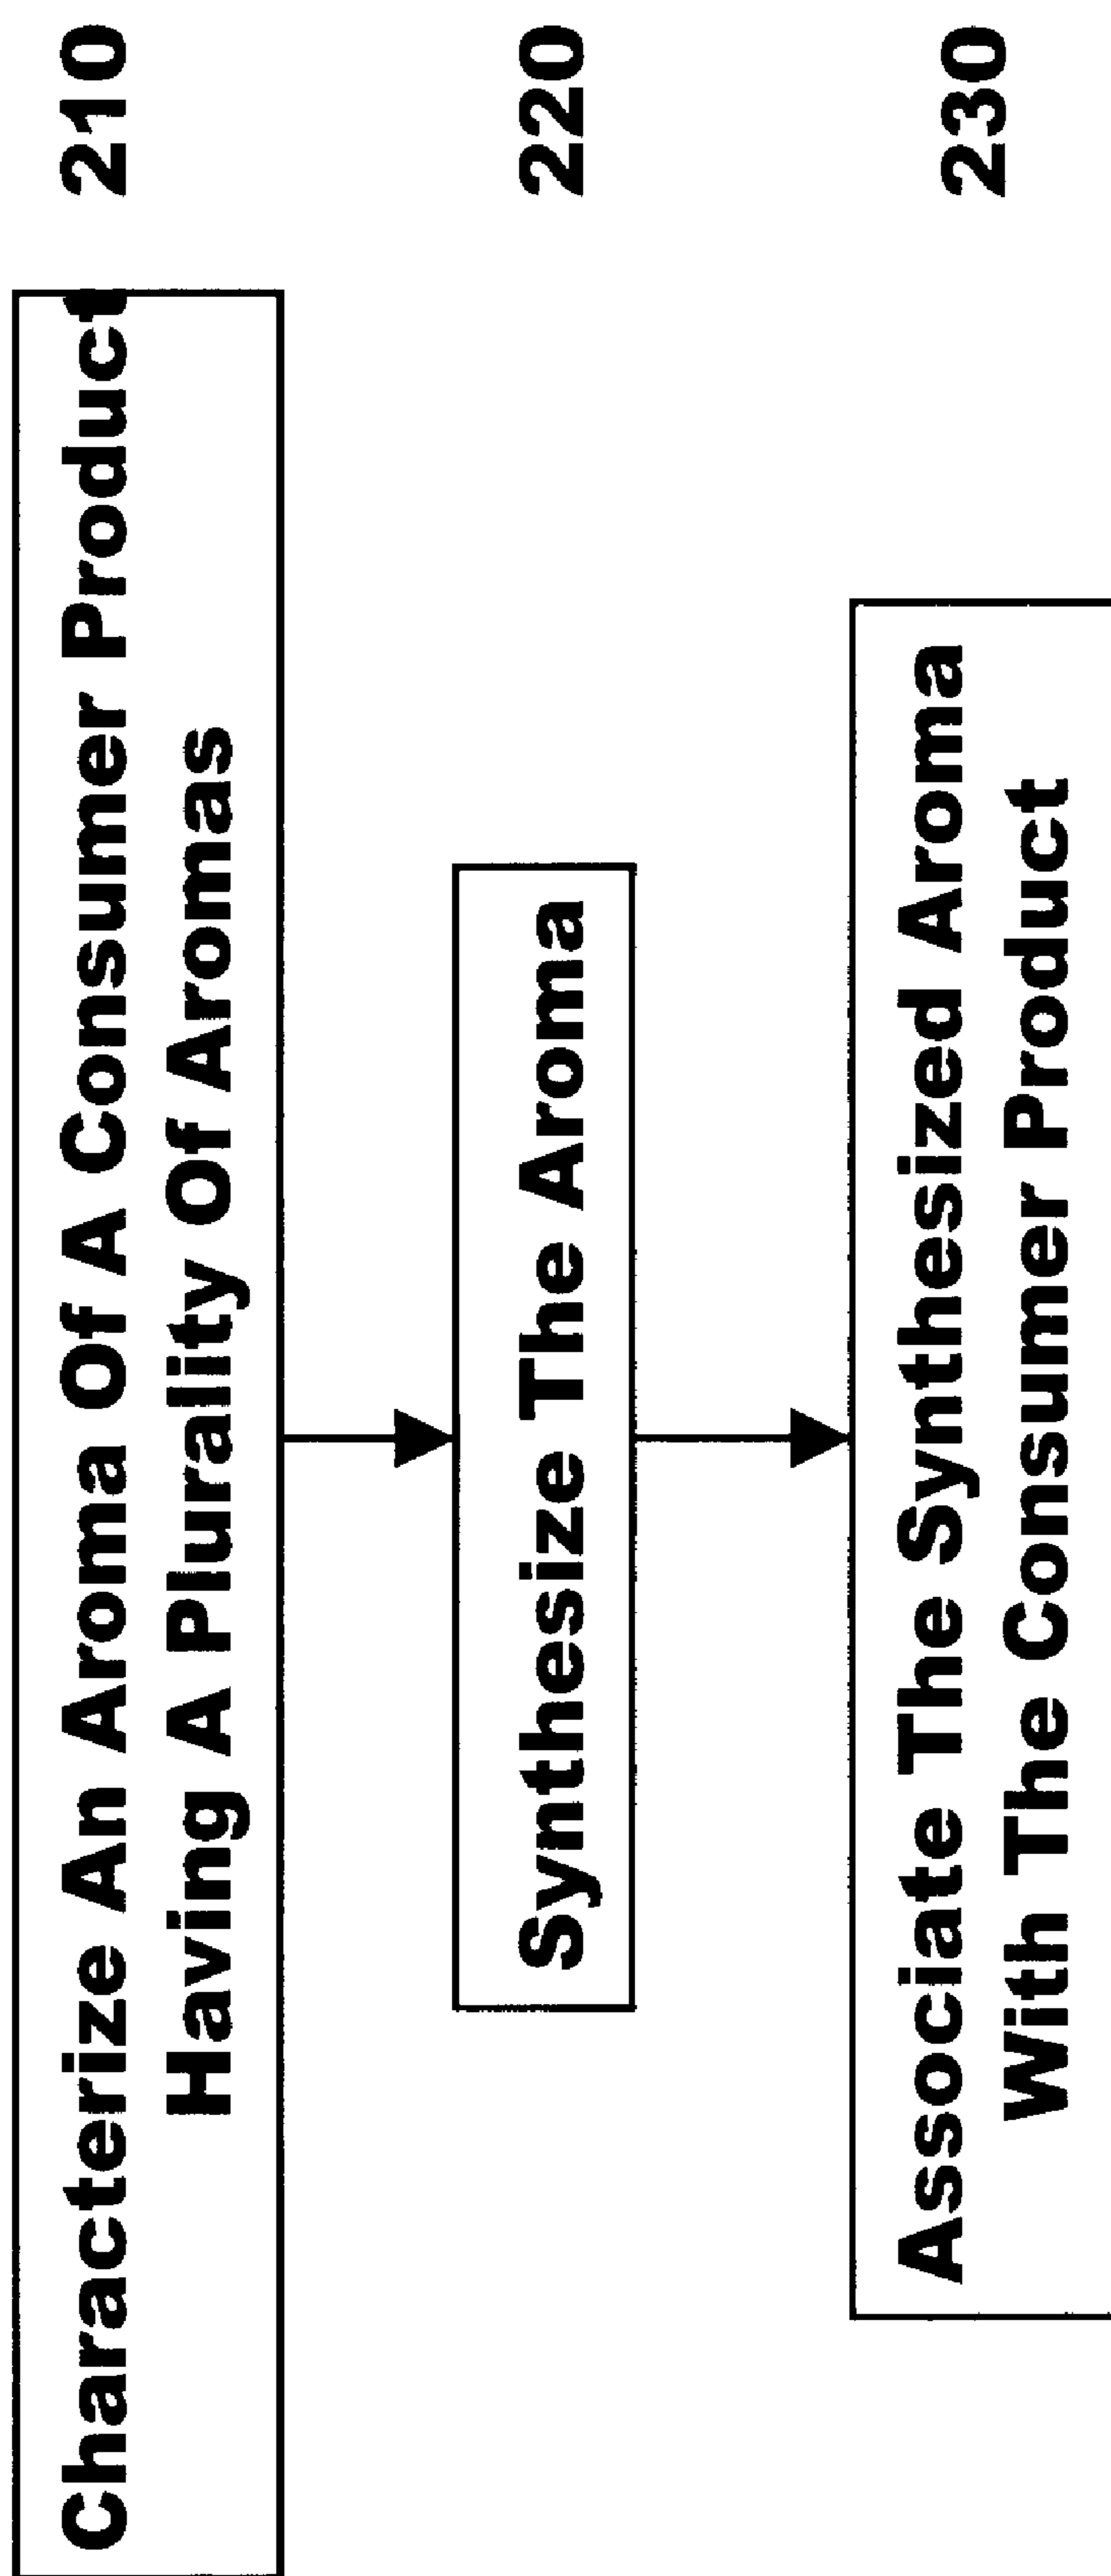 Characterize An Aroma Of A Consumer Product
Having A Plurality Of Aromas
210
Synthesize The Aroma
220
Associate The Synthesized Aroma
With The Consumer Product
230